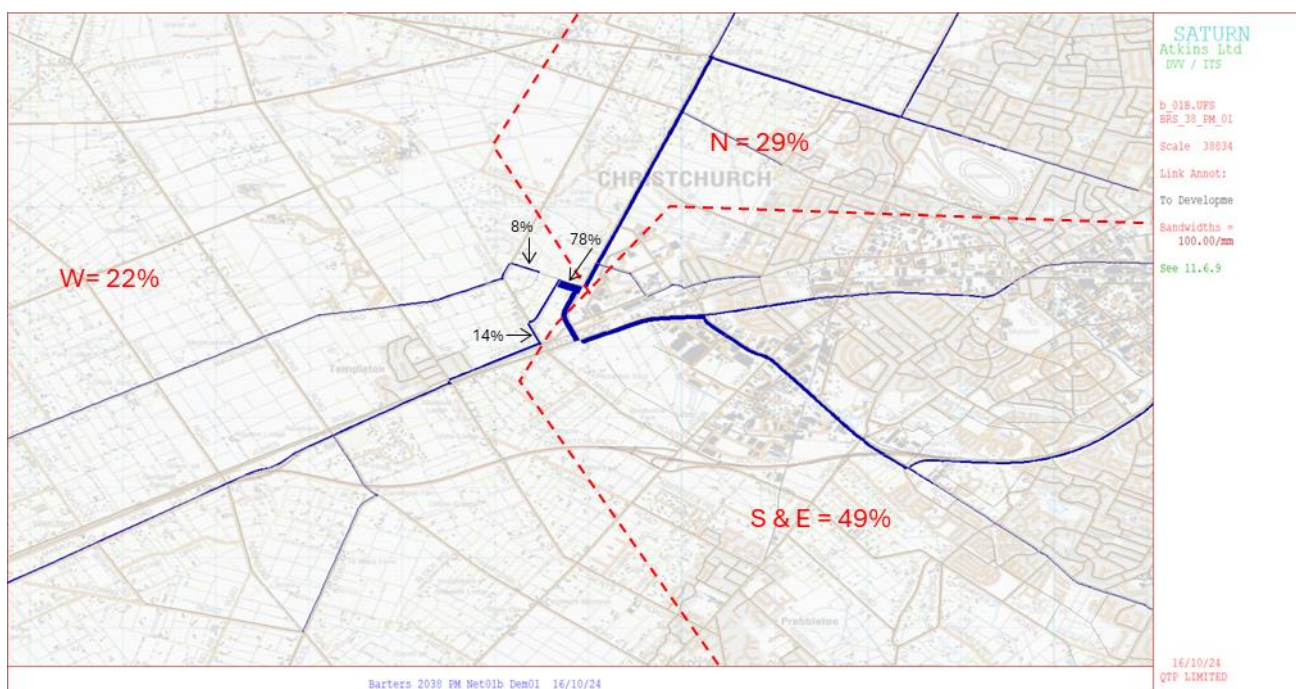 SATURN
Atkins Ltd
DVV / ITS
b_01B.UFS
BRS_38_PM_01
Scale 38834
Link Annot:
To Developme
Bandwidths =
100.00/mm
See 11.6.9
N = 29%
CHRISTCHURCH
8%
78%
W= 22%
14%
Templeton
S & E = 49%
Prebbleton
16/10/24
QTP LIMITED
Barters 2038 PM Net01b Dem01 16/10/24